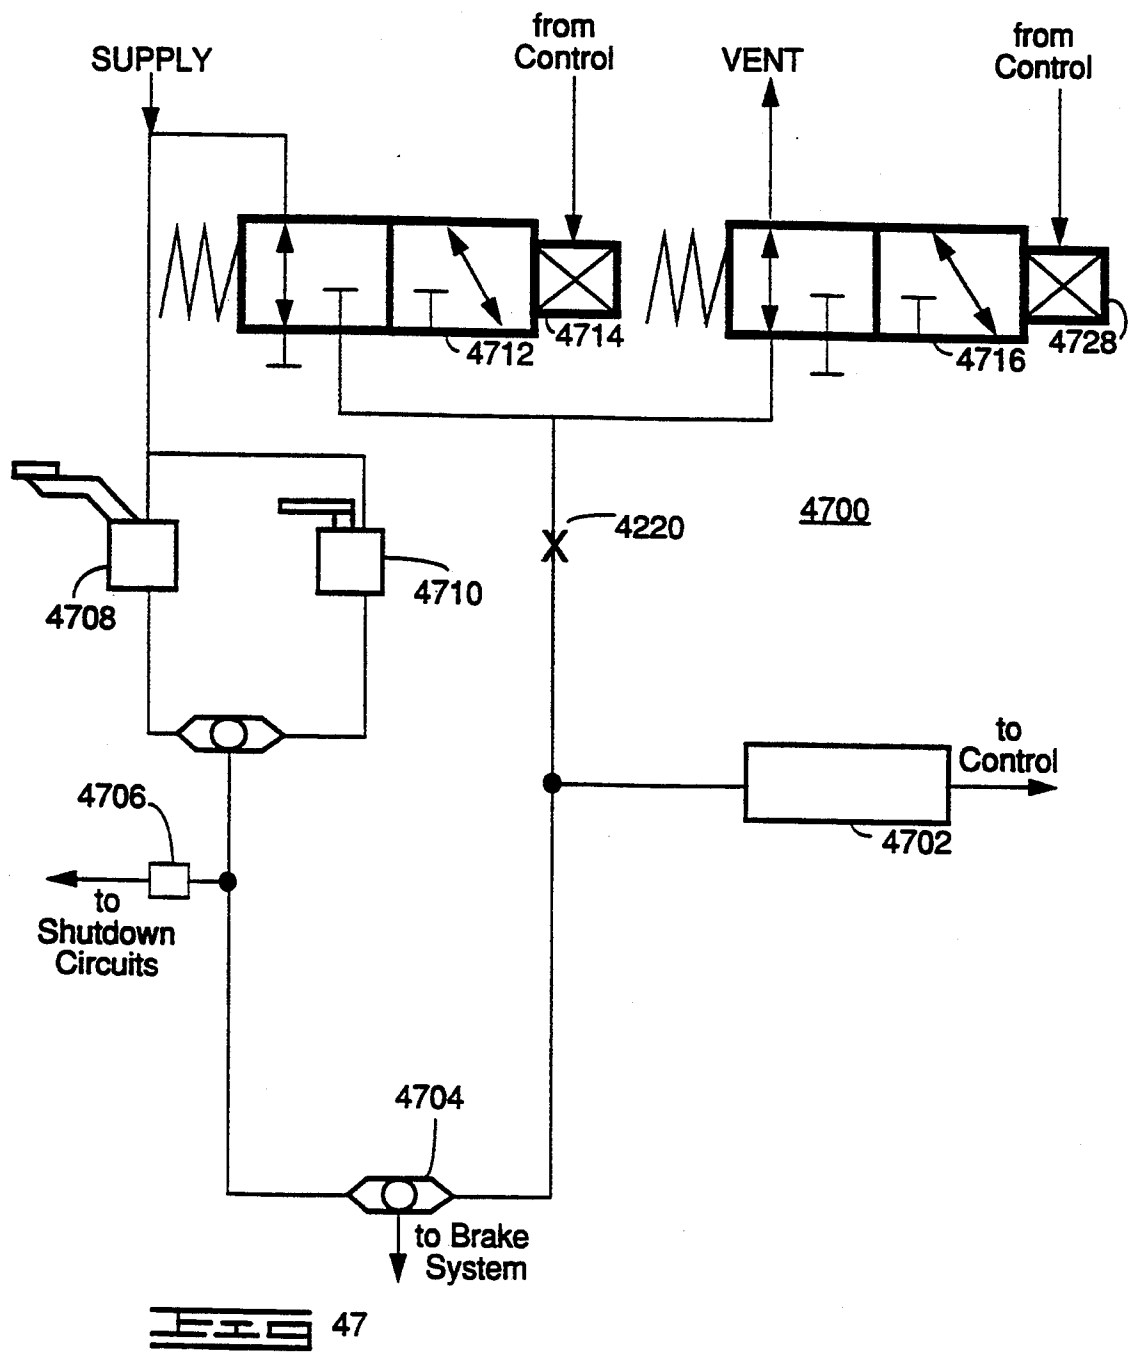 SUPPLY
from
Control
VENT
from
Control
4712
4714
4716
4728
4700
4220
4708
4710
to
Control
4706
4702
to
Shutdown
Circuits
4704
to Brake
System
FIG 47